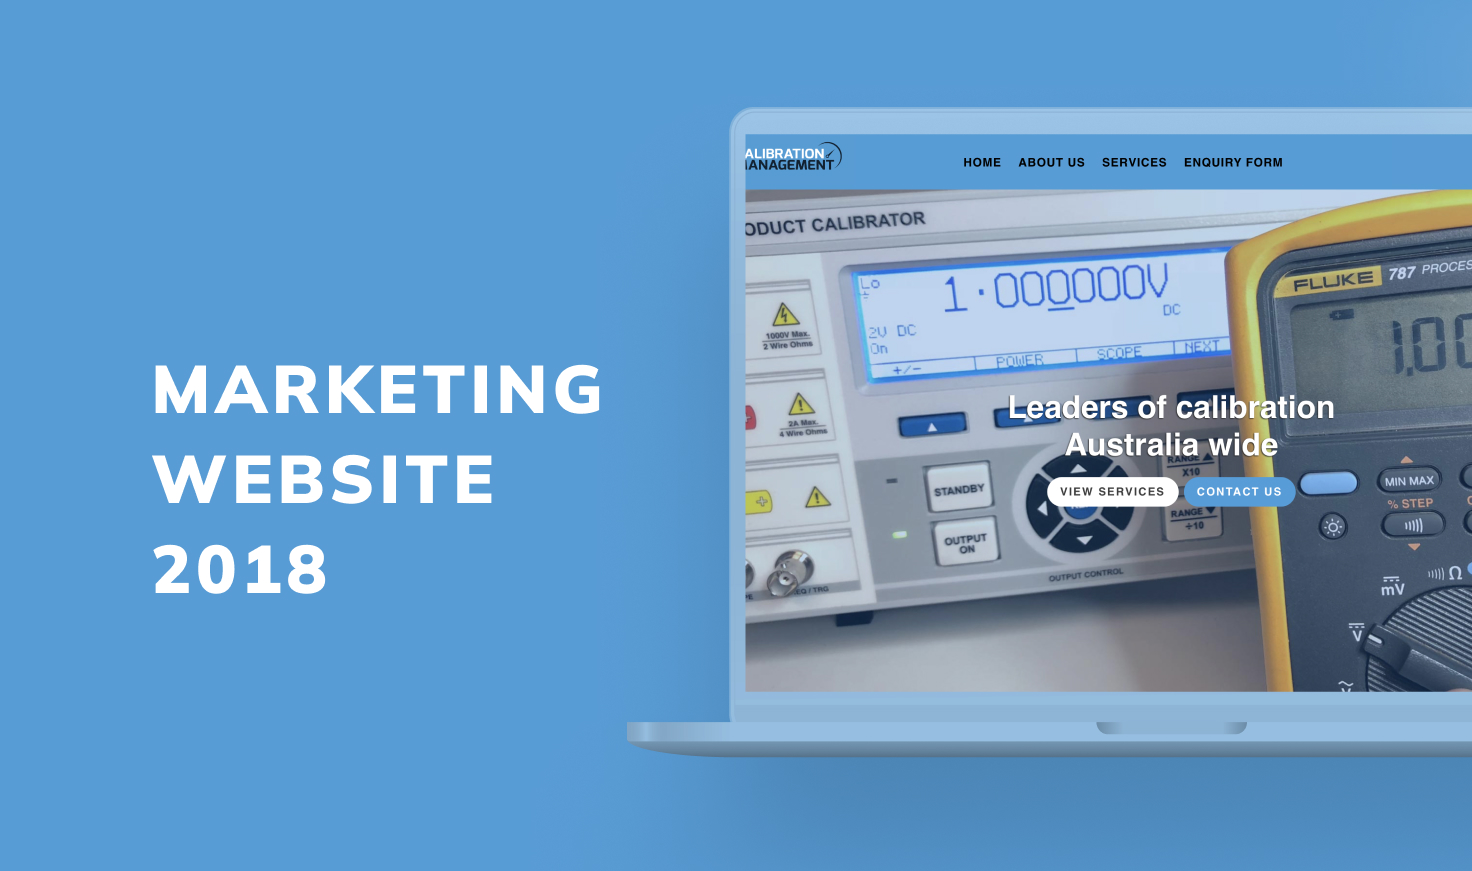 MARKETING
WEBSITE
2018
ALIBRATION
MANAGEMENT
HOME ABOUT US SERVICES ENQUIRY FORM
ODUCT CALIBRATOR
Lo
±
1.000000V
DC
2V DC
On
+/- POWER SCOPE NEXT
1000V Max.
2 Wire Ohms
2A Max.
4 Wire Ohms
FLUKE 787 PROCES
1.00
Leaders of calibration
Australia wide
VIEW SERVICES CONTACT US
STANDBY
OUTPUT
ON
RANGE ▲
X10
RANGE ▼
÷10
OUTPUT CONTROL
MIN MAX
% STEP
Ω
mV
V